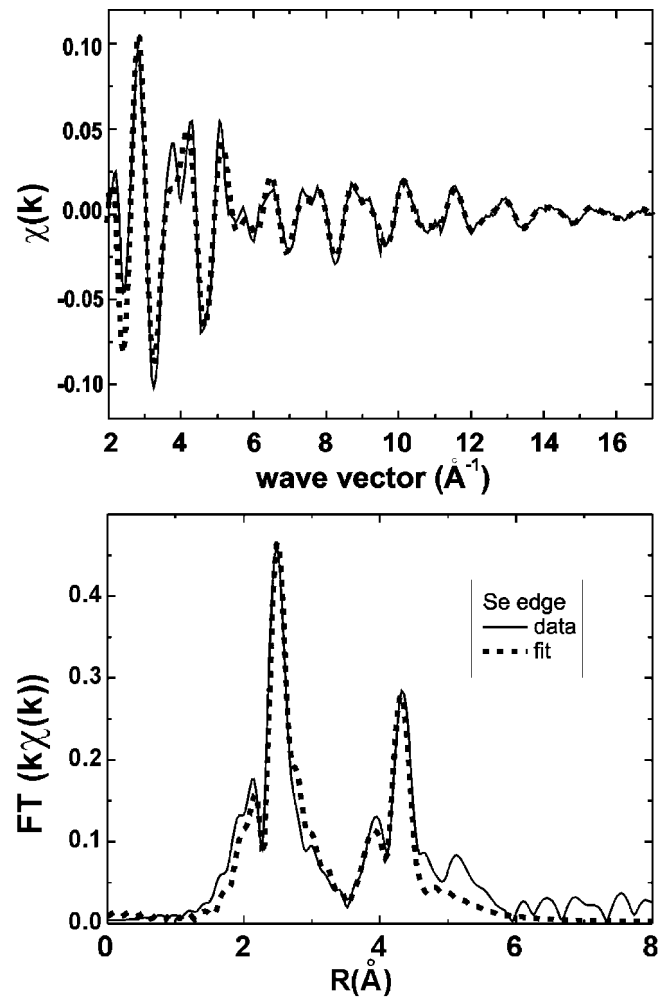 0.10
0.05
0.00
-0.05
-0.10
χ(k)
2 4 6 8 10 12 14 16
wave vector (Å⁻¹)
0.4
0.3
0.2
0.1
0.0
FT (kχ(k))
Se edge
data
fit
0 2 4 6 8
R(Å)